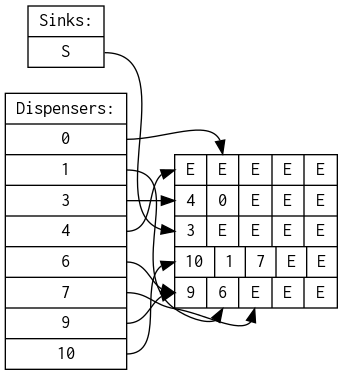 Sinks:
S
Dispensers:
0
1
3
4
6
7
9
10
E E E E E
4 0 E E E
3 E E E E
10 1 7 E E
9 6 E E E